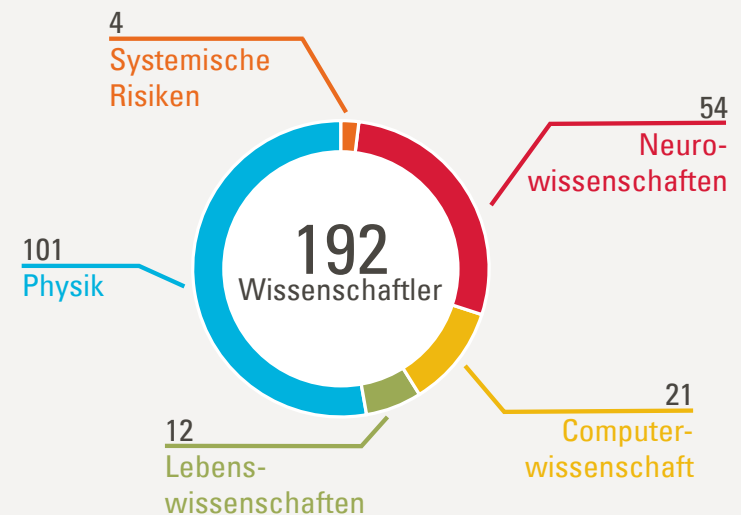 4
Systemische
Risiken
54
Neuro-
wissenschaften
192
Wissenschaftler
101
Physik
21
Computer-
wissenschaft
12
Lebens-
wissenschaften